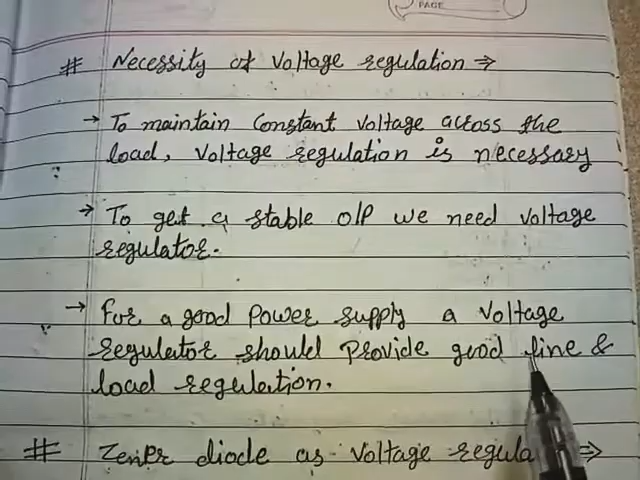 PAGE
# Necessity of voltage regulation ⇒
→ To maintain constant voltage across the
load, voltage regulation is necessary
→ To get a stable o/p we need voltage
regulator.
→ For a good power supply a voltage
regulator should provide good line &
load regulation.
# Zener diode as voltage regula ⇒